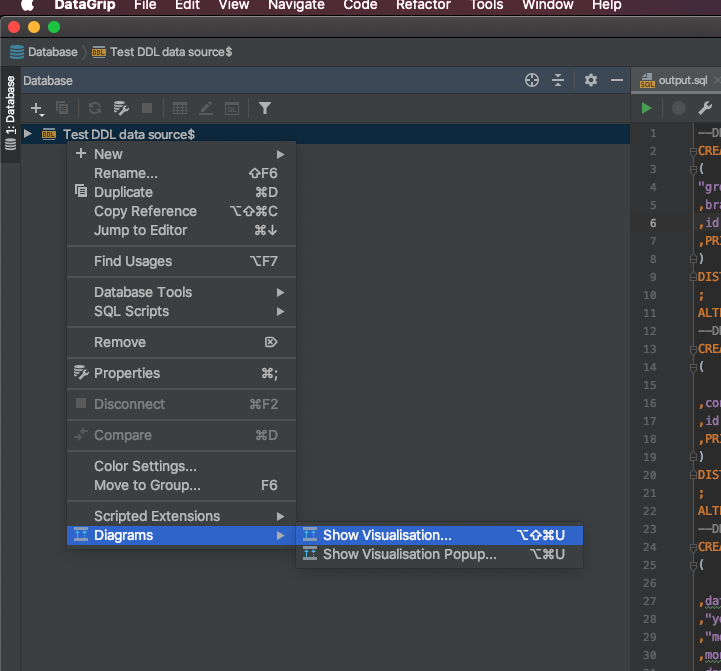 DataGrip File Edit View Navigate Code Refactor Tools Window Help
Database Test DDL data source$
1: Database
Database
output.sql
Test DDL data source$
New
Rename... ⇧F6
Duplicate ⌘D
Copy Reference ⌥⇧⌘C
Jump to Editor ⌘↓
Find Usages ⌥F7
Database Tools
SQL Scripts
Remove ⌦
Properties ⌘;
Disconnect ⌘F2
Compare ⌘D
Color Settings...
Move to Group... F6
Scripted Extensions
Diagrams
Show Visualisation... ⌥⇧⌘U
Show Visualisation Popup... ⌥⌘U
1 --D
2 CREA
3 (
4 "gro
5 ,bra
6 ,id
7 ,PRI
8 )
9 DIST
10 ;
11 ALTE
12 --D
13 CREA
14 (
15
16 ,cor
17 ,id
18 ,PRI
19 )
20 DIST
21 ;
22 ALTE
23 --D
24 CREA
25 (
26
27 ,dat
28 ,"ye
29 ,"mo
30 ,mon